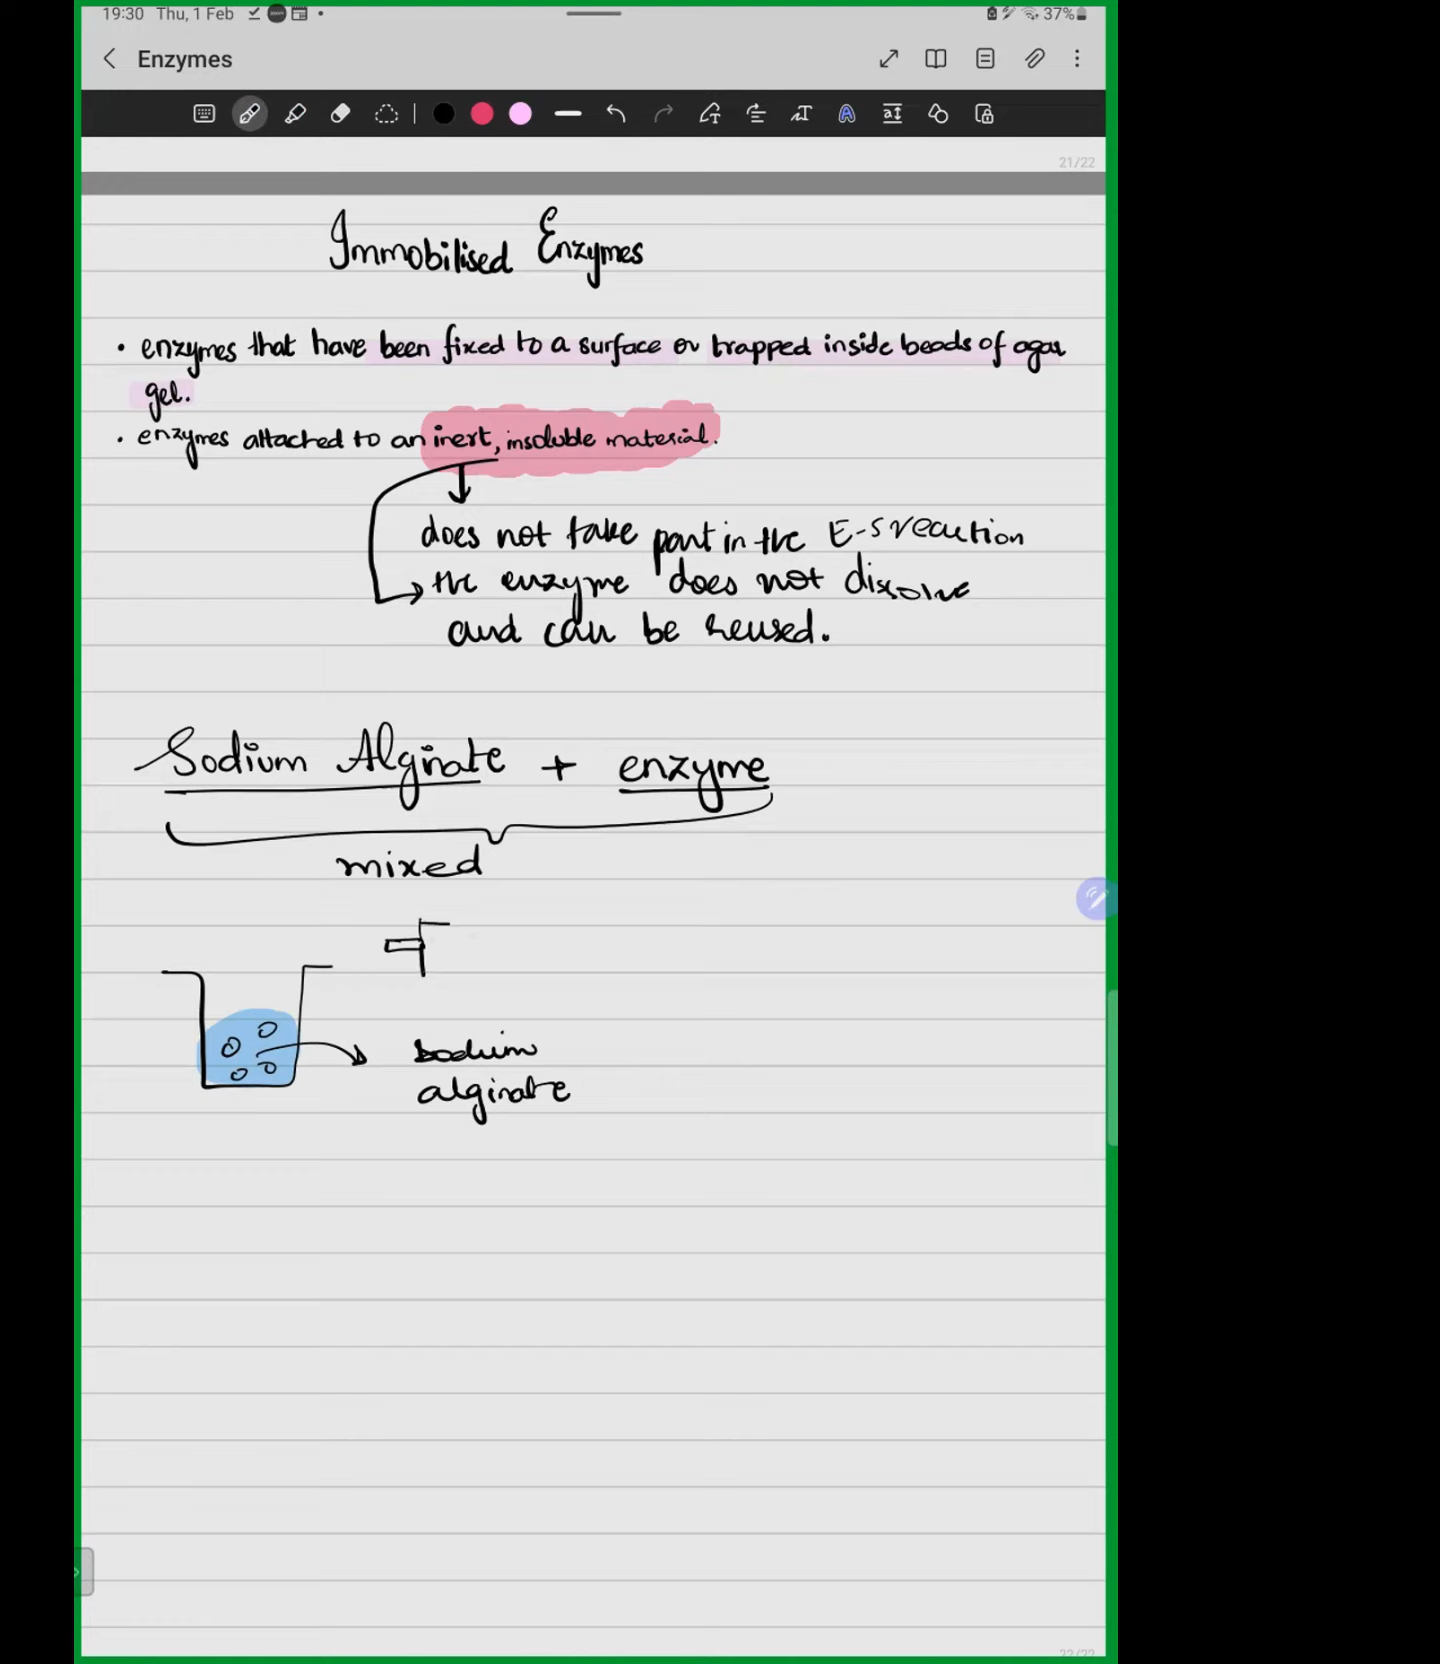 19:30 Thu, 1 Feb
37%
Enzymes
21/22
Immobilised Enzymes
• enzymes that have been fixed to a surface or trapped inside beads of agar
gel.
• enzymes attached to an inert, insoluble material.
does not take part in the E-S reaction
the enzyme does not dissolve
and can be reused.
Sodium Alginate + enzyme
mixed
sodium
alginate
22/22